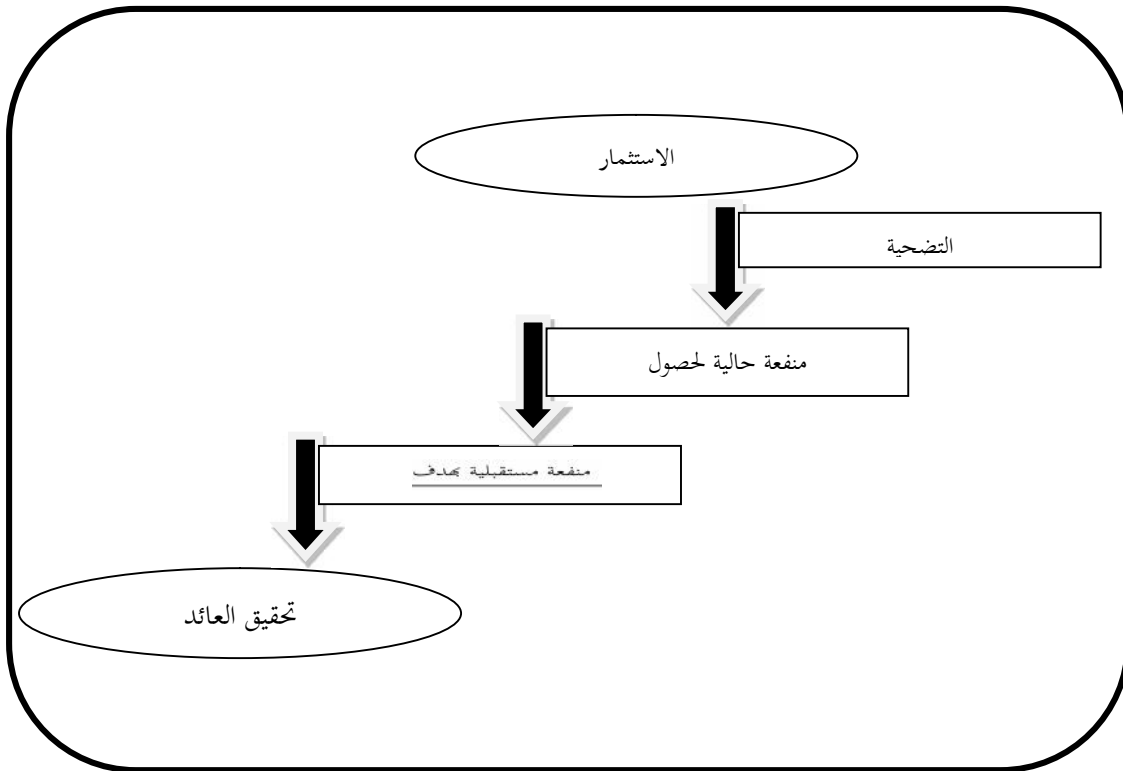 الاستثمار
التضحية
منفعة حالية لحصول
منفعة مستقبلية بهدف
تحقيق العائد